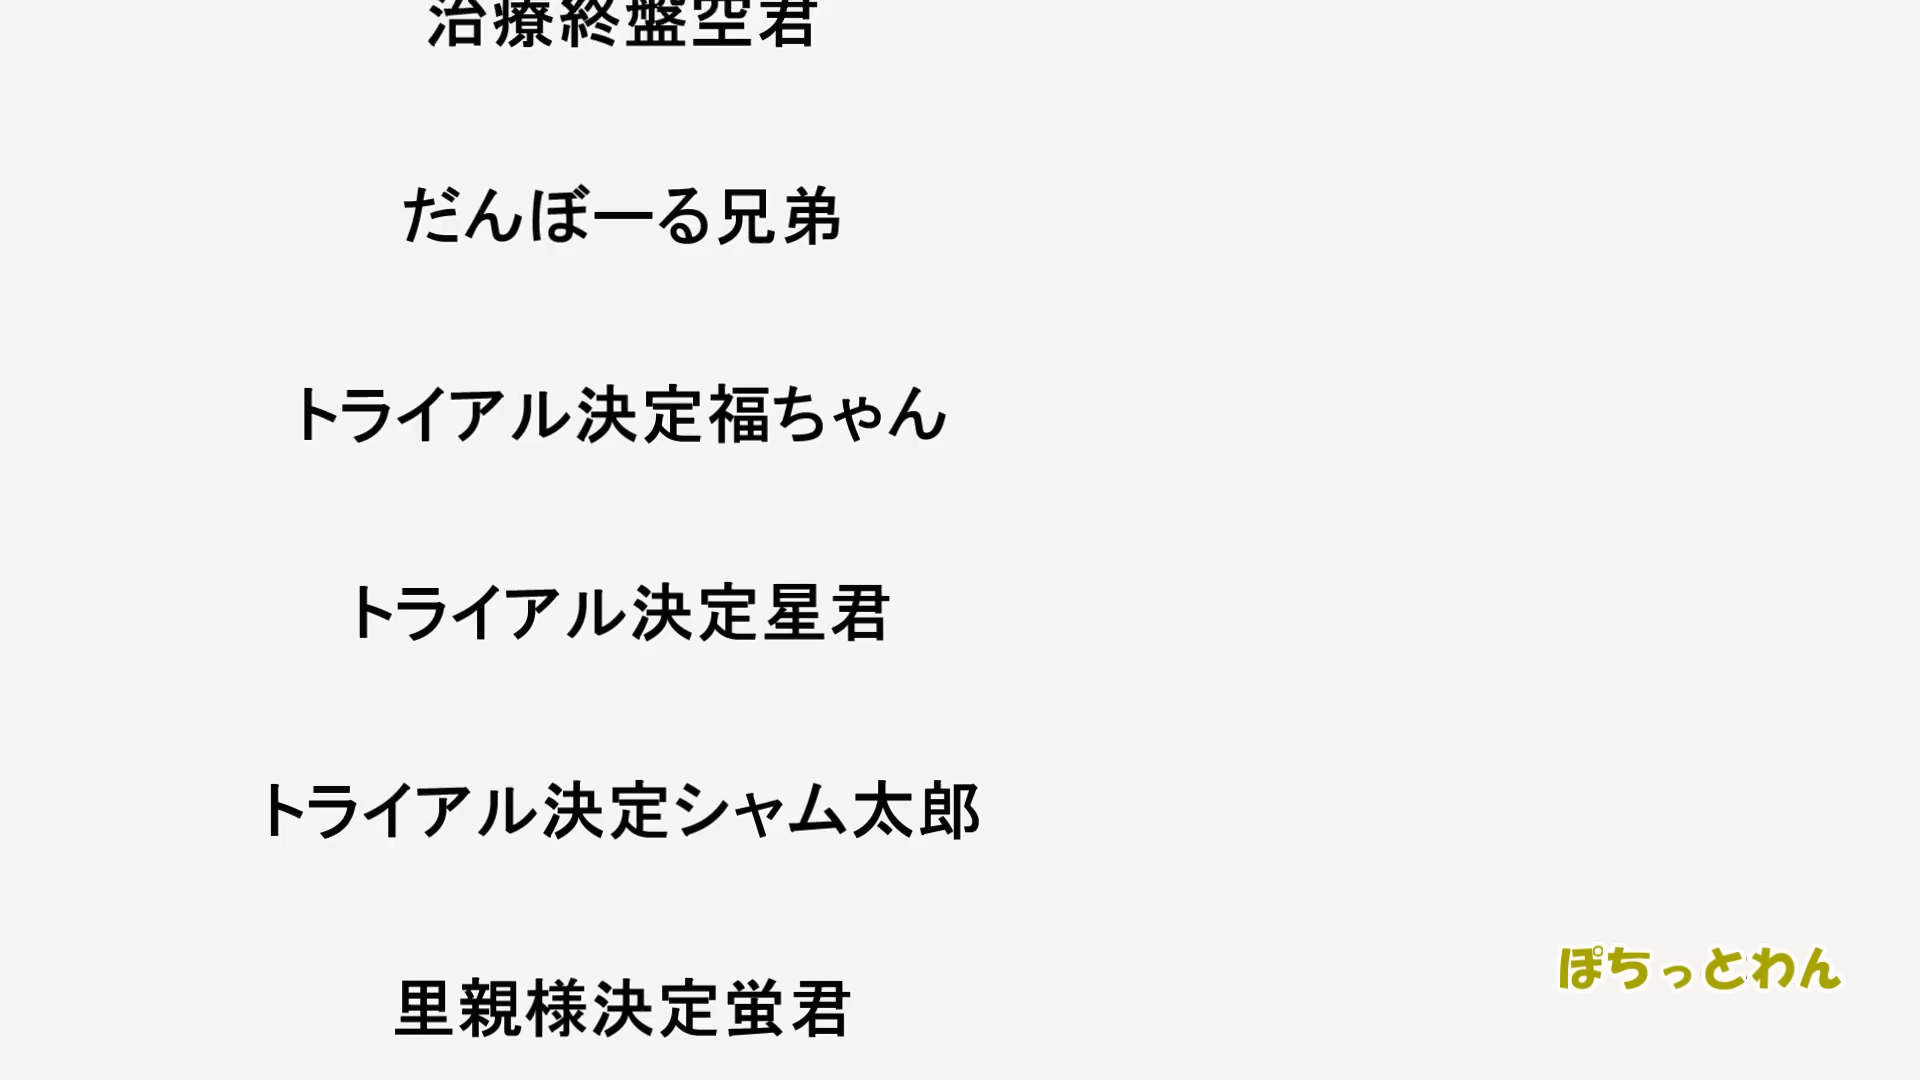 治療終盤空君
だんぼーる兄弟
トライアル決定福ちゃん
トライアル決定星君
トライアル決定シャム太郎
里親様決定蛍君
ぽちっとわん